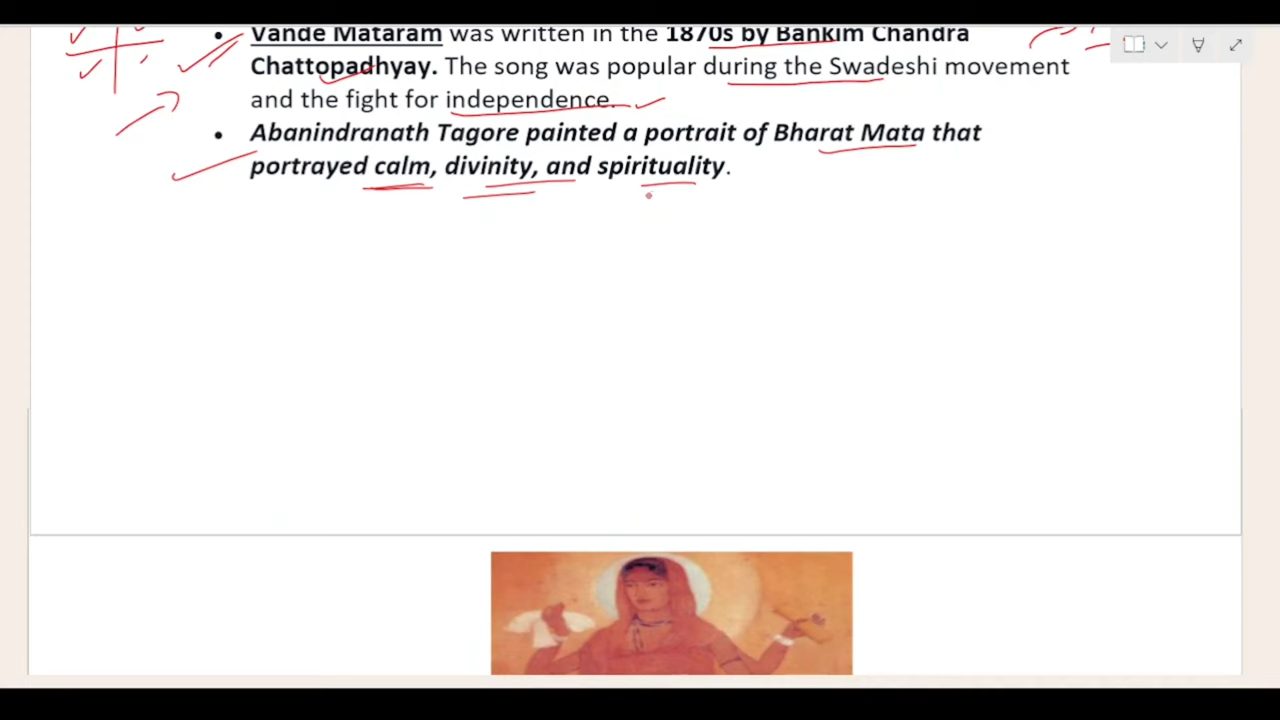 • Vande Mataram was written in the 1870s by Bankim Chandra
Chattopadhyay. The song was popular during the Swadeshi movement
and the fight for independence.
• Abanindranath Tagore painted a portrait of Bharat Mata that
portrayed calm, divinity, and spirituality.